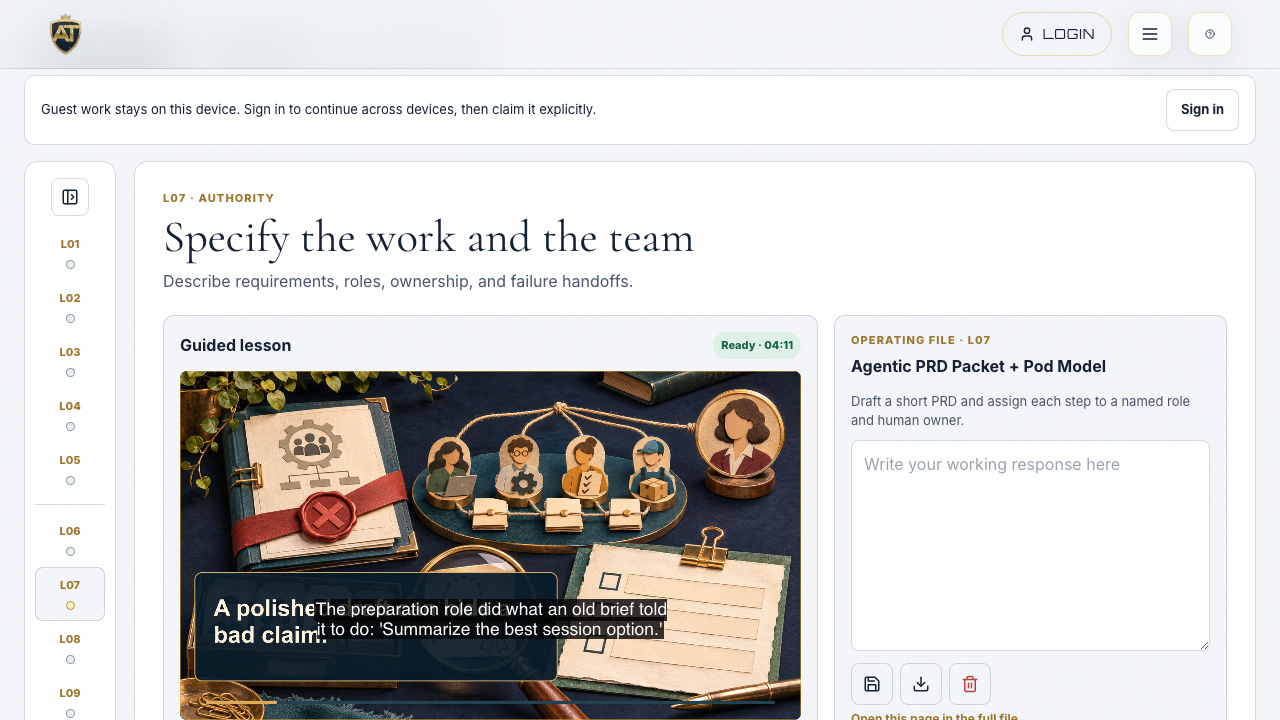 AT
LOGIN
Guest work stays on this device. Sign in to continue across devices, then claim it explicitly.
Sign in
L01
L02
L03
L04
L05
L06
L07
L08
L09
L07 · AUTHORITY
Specify the work and the team
Describe requirements, roles, ownership, and failure handoffs.
Guided lesson
Ready · 04:11
A polishe
bad claim.
The preparation role did what an old brief told
it to do: 'Summarize the best session option.'
OPERATING FILE · L07
Agentic PRD Packet + Pod Model
Draft a short PRD and assign each step to a named role
and human owner.
Write your working response here
Open this page in the full file